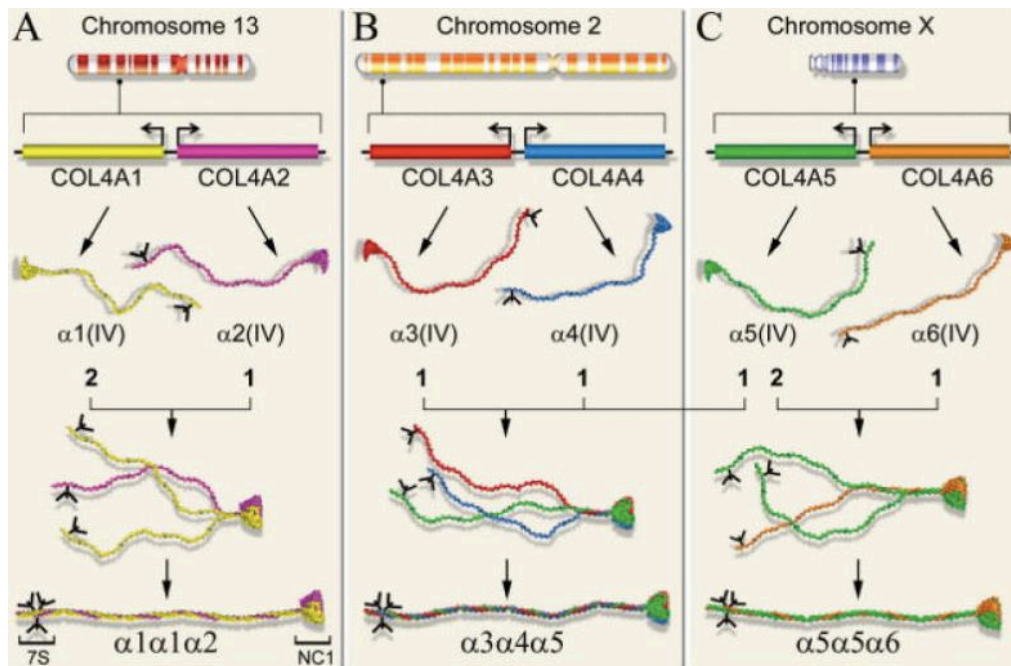 A Chromosome 13
B Chromosome 2
C Chromosome X
COL4A1 COL4A2
COL4A3 COL4A4
COL4A5 COL4A6
α1(IV) α2(IV)
α3(IV) α4(IV)
α5(IV) α6(IV)
2 1
1 1 1
2 1
α1α1α2
7S NC1
α3α4α5
α5α5α6